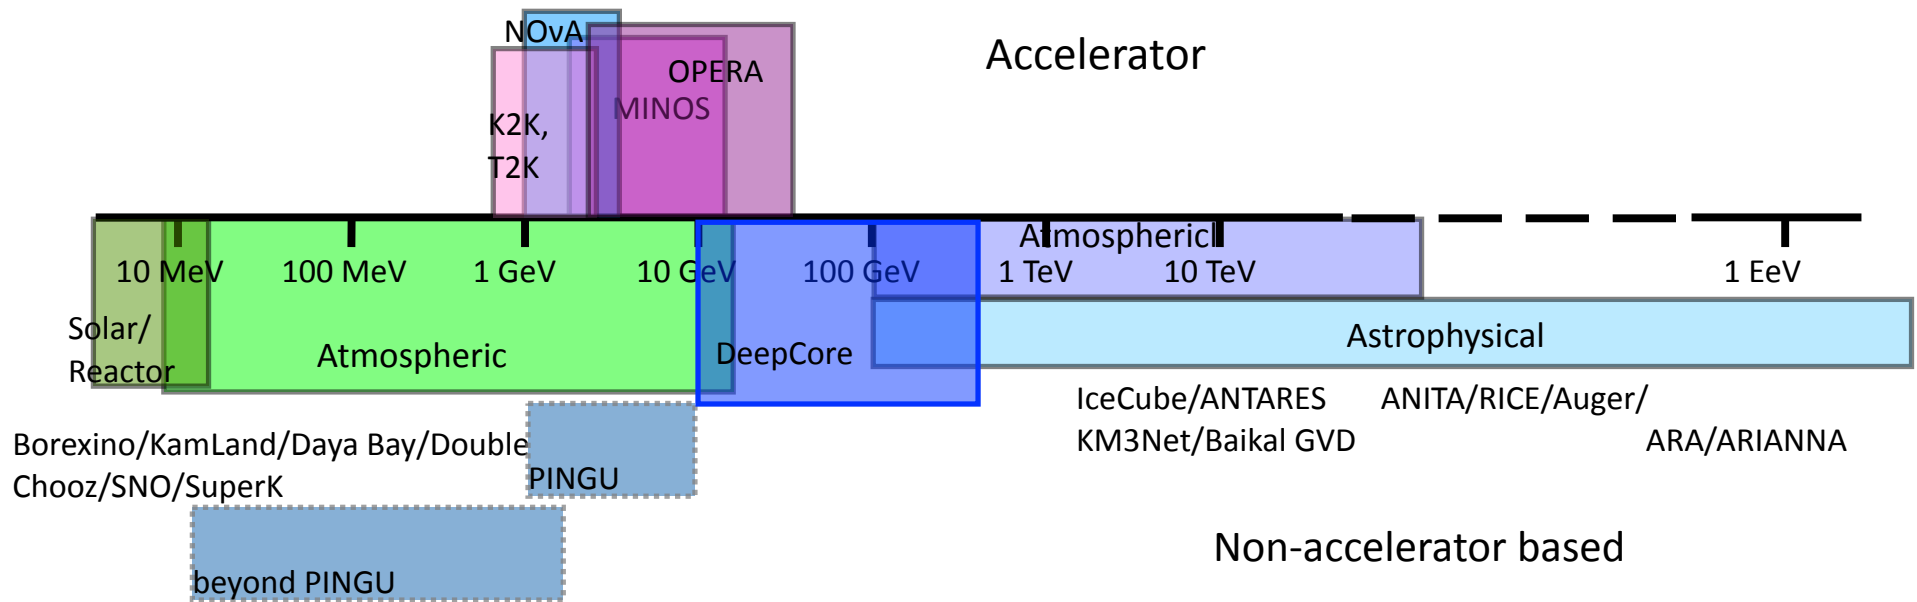 NOvA
Accelerator
OPERA
MINOS
K2K,
T2K
Atmospheric
10 MeV
100 MeV
1 GeV
10 GeV
100 GeV
1 TeV
10 TeV
1 EeV
Solar/
Reactor
Atmospheric
DeepCore
Astrophysical
IceCube/ANTARES
KM3Net/Baikal GVD
ANITA/RICE/Auger/
ARA/ARIANNA
Borexino/KamLand/Daya Bay/Double
Chooz/SNO/SuperK
PINGU
beyond PINGU
Non-accelerator based